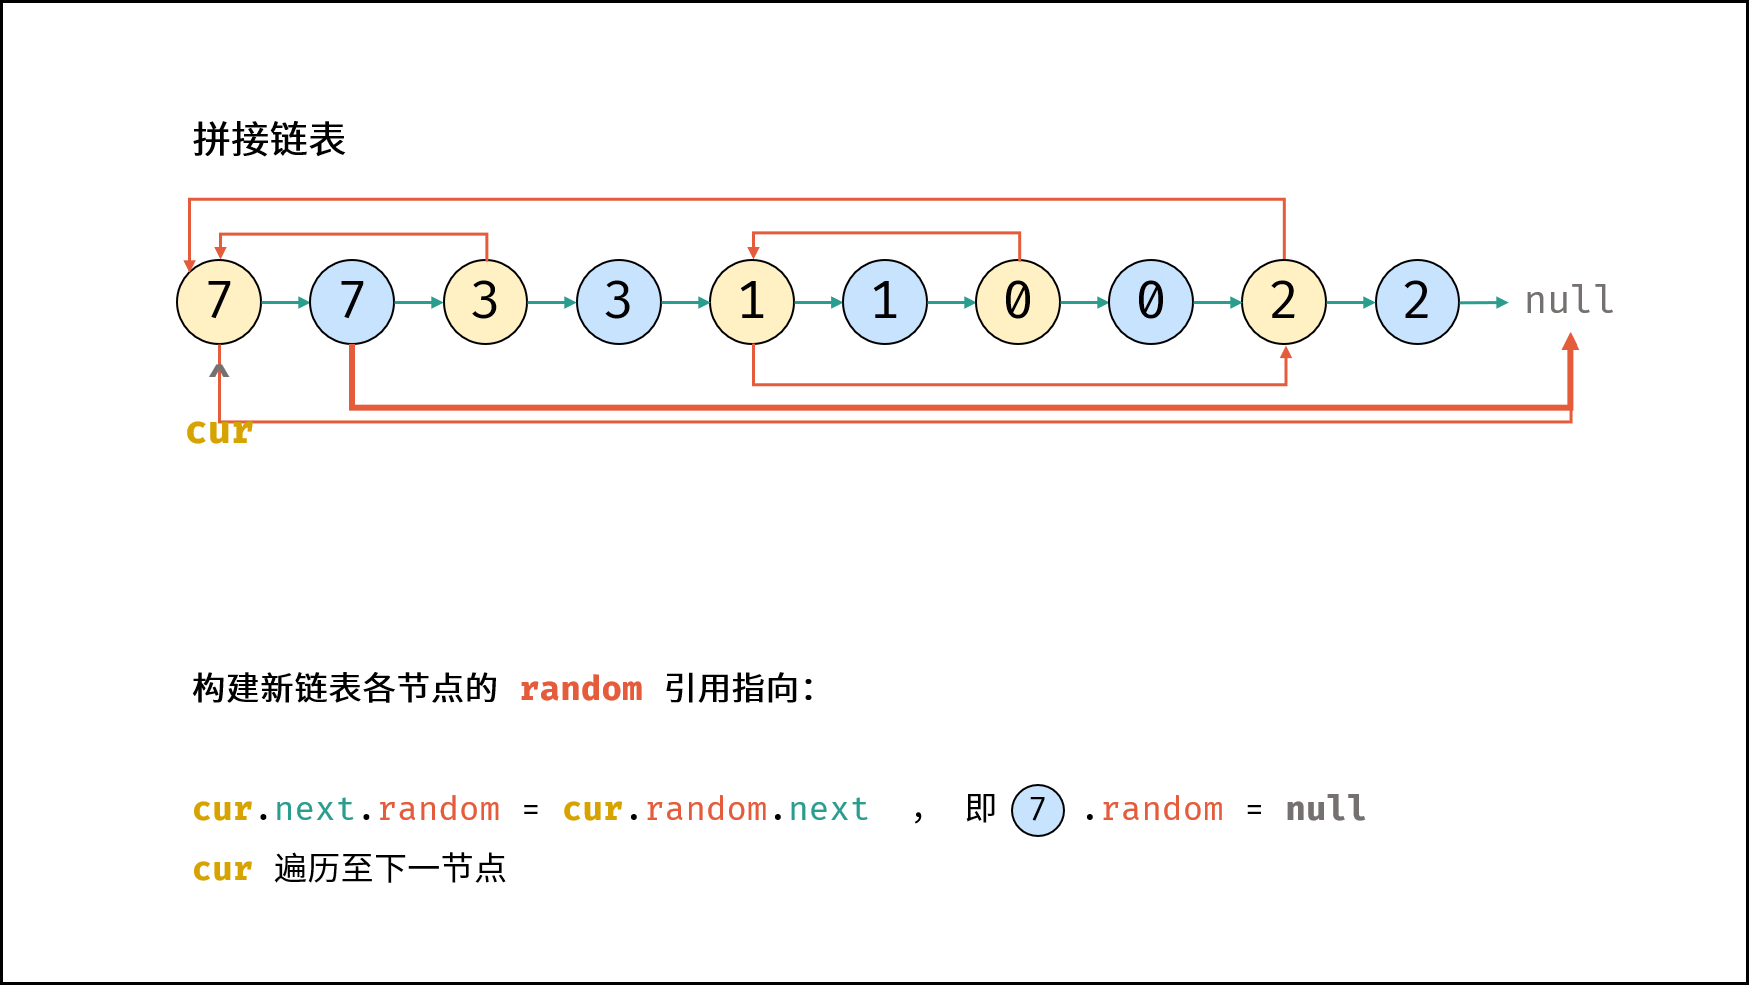 拼接链表
7 7 3 3 1 1 0 0 2 2 null
^
cur
构建新链表各节点的 random 引用指向：
cur.next.random = cur.random.next ， 即 7 .random = null
cur 遍历至下一节点